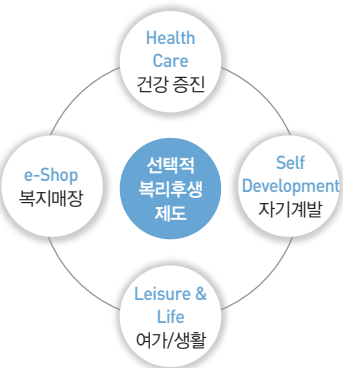 Health
Care
건강 증진
e-Shop
복지매장
선택적
복리후생
제도
Self
Development
자기계발
Leisure &
Life
여가/생활